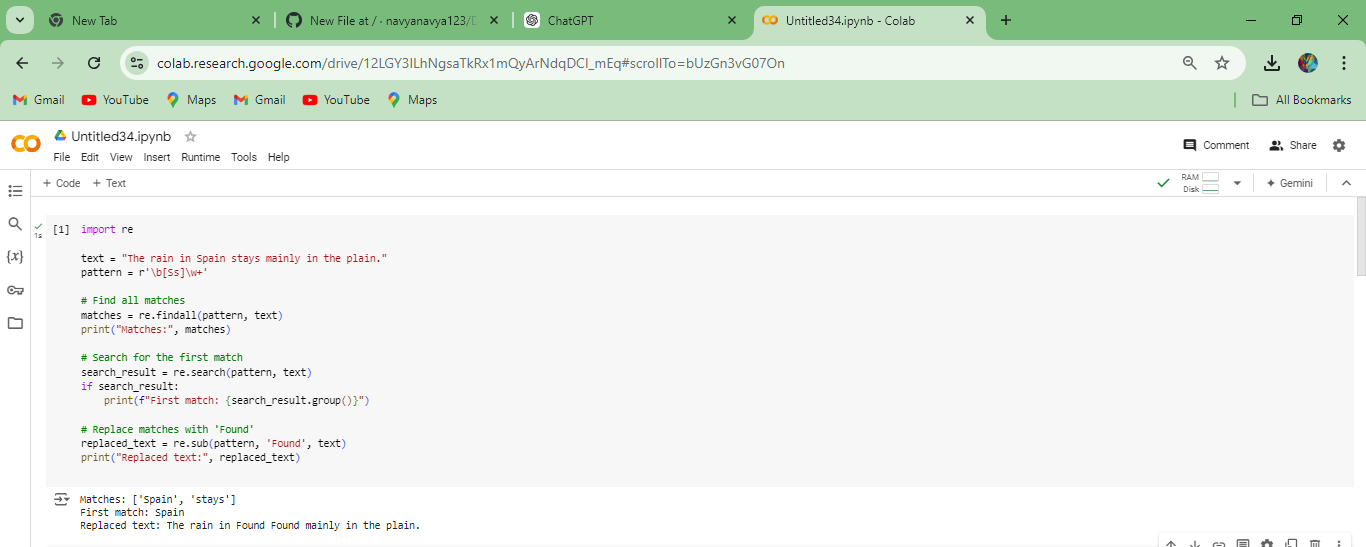 New Tab
New File at / · navyanavya123/D
ChatGPT
Untitled34.ipynb - Colab
colab.research.google.com/drive/12LGY3ILhNgsaTkRx1mQyArNdqDCI_mEq#scrollTo=bUzGn3vG07On
Gmail YouTube Maps Gmail YouTube Maps All Bookmarks
CO Untitled34.ipynb
File Edit View Insert Runtime Tools Help
Comment Share
+ Code + Text
RAM
Disk
Gemini
1s
[1] import re
text = "The rain in Spain stays mainly in the plain."
pattern = r'\b[Ss]\w+'
# Find all matches
matches = re.findall(pattern, text)
print("Matches:", matches)
# Search for the first match
search_result = re.search(pattern, text)
if search_result:
    print(f"First match: {search_result.group()}")
# Replace matches with 'Found'
replaced_text = re.sub(pattern, 'Found', text)
print("Replaced text:", replaced_text)
Matches: ['Spain', 'stays']
First match: Spain
Replaced text: The rain in Found Found mainly in the plain.
{x}